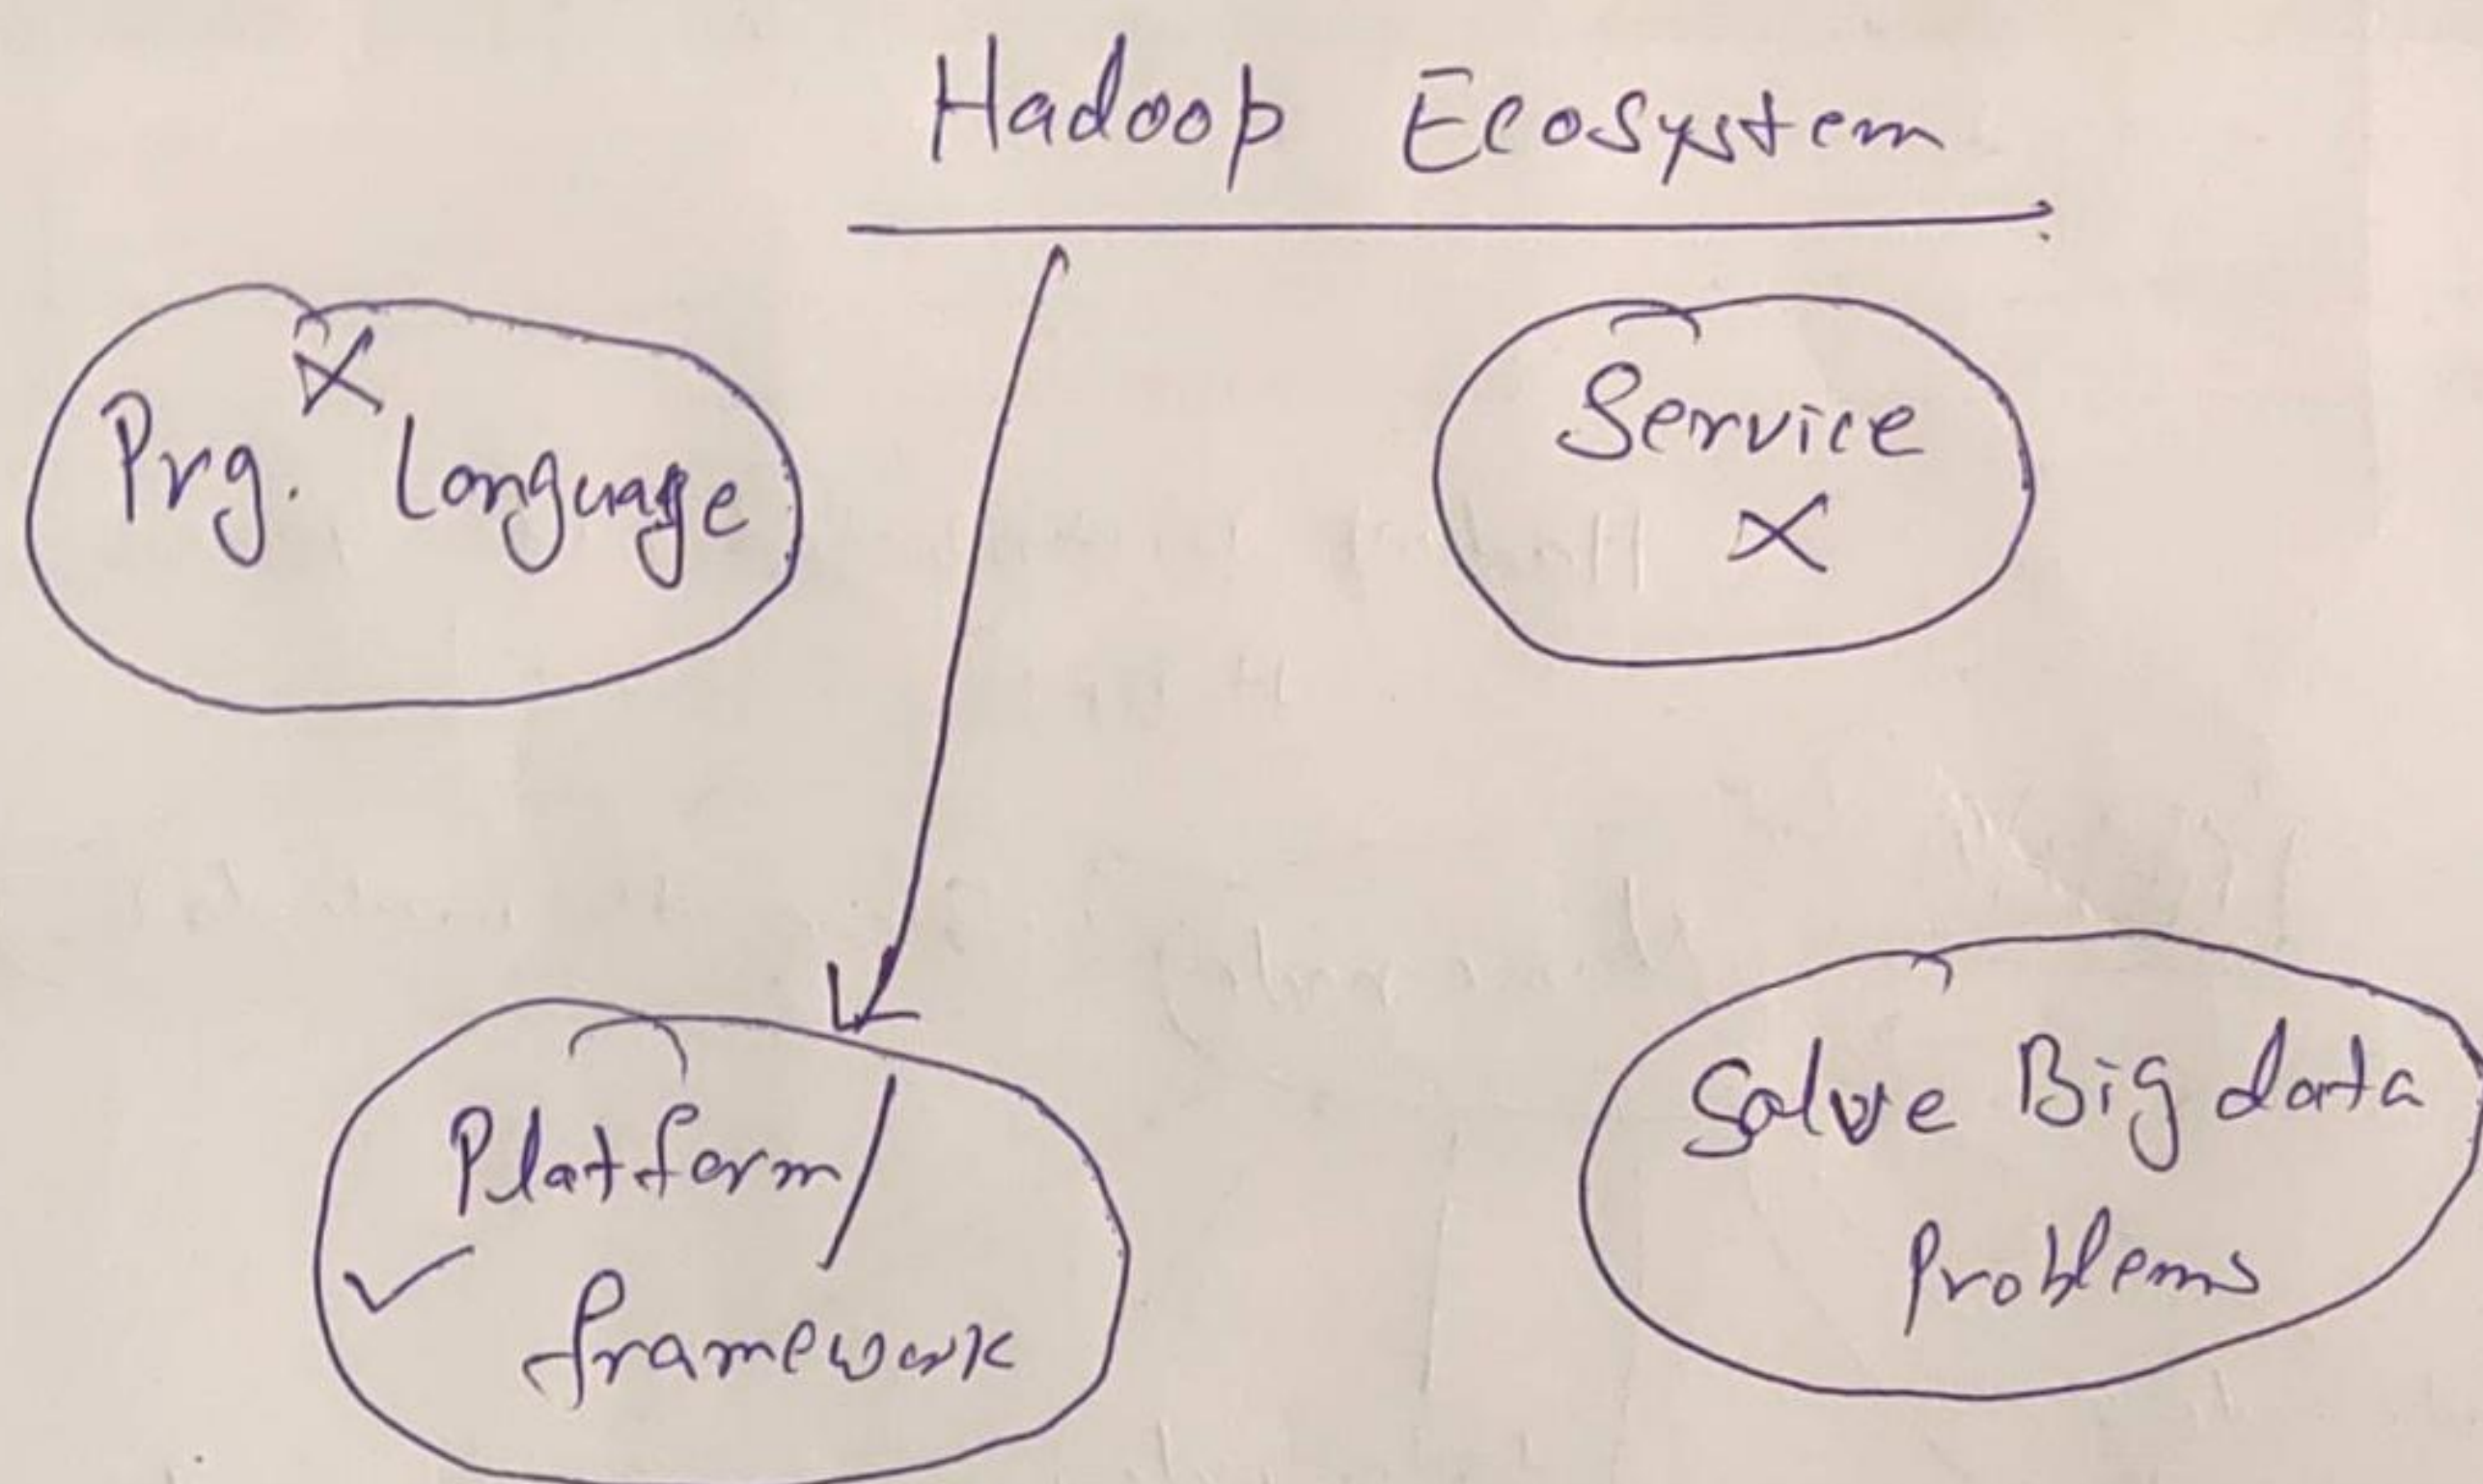 Hadoop Ecosystem
Prg. Language
Service
Platform/
framework
Solve Big data
Problems